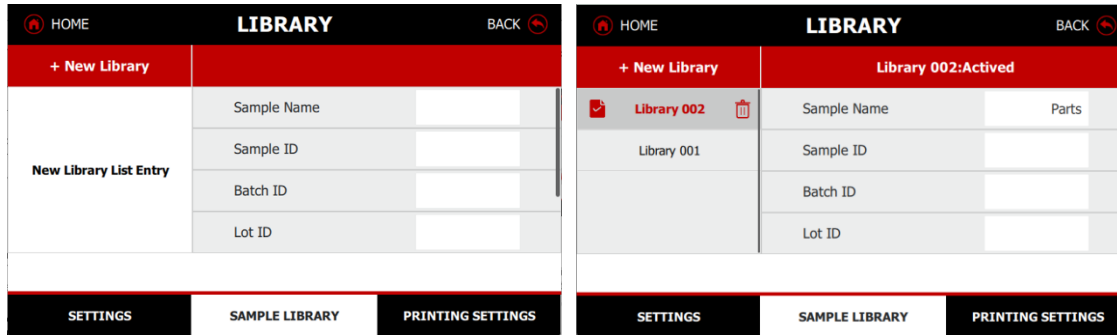 HOME LIBRARY BACK
+ New Library
New Library List Entry
Sample Name
Sample ID
Batch ID
Lot ID
SETTINGS SAMPLE LIBRARY PRINTING SETTINGS
HOME LIBRARY BACK
+ New Library Library 002:Actived
Library 002
Library 001
Sample Name Parts
Sample ID
Batch ID
Lot ID
SETTINGS SAMPLE LIBRARY PRINTING SETTINGS